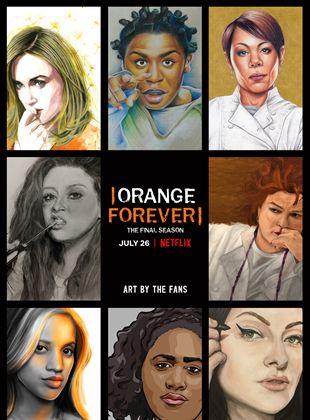 ORANGE
FOREVER
THE FINAL SEASON
JULY 26 | NETFLIX
ART BY THE FANS